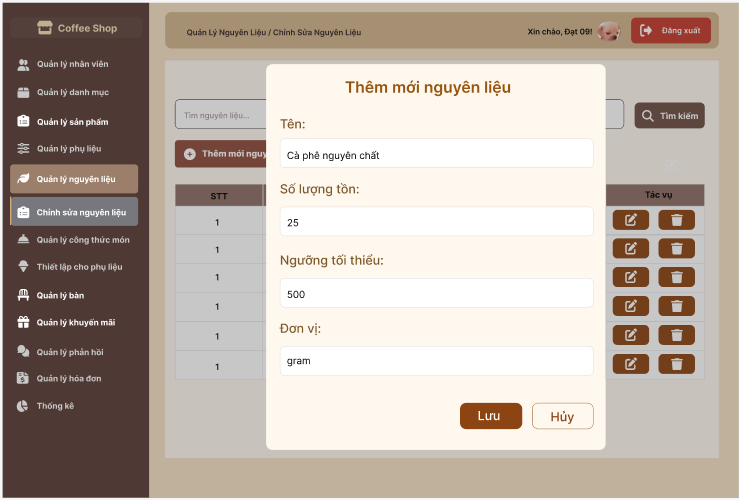 Coffee Shop
Quản Lý Nguyên Liệu / Chỉnh Sửa Nguyên Liệu
Xin chào, Đạt 09!
Đăng xuất
Quản lý nhân viên
Quản lý danh mục
Quản lý sản phẩm
Quản lý phụ liệu
Quản lý nguyên liệu
Chỉnh sửa nguyên liệu
Quản lý công thức món
Thiết lập cho phụ liệu
Quản lý bàn
Quản lý khuyến mãi
Quản lý phản hồi
Quản lý hóa đơn
Thống kê
Tìm nguyên liệu...
Tìm kiếm
Thêm mới nguy
STT
Tác vụ
1
1
1
1
1
1
Thêm mới nguyên liệu
Tên:
Cà phê nguyên chất
Số lượng tồn:
25
Ngưỡng tối thiểu:
500
Đơn vị:
gram
Lưu
Hủy